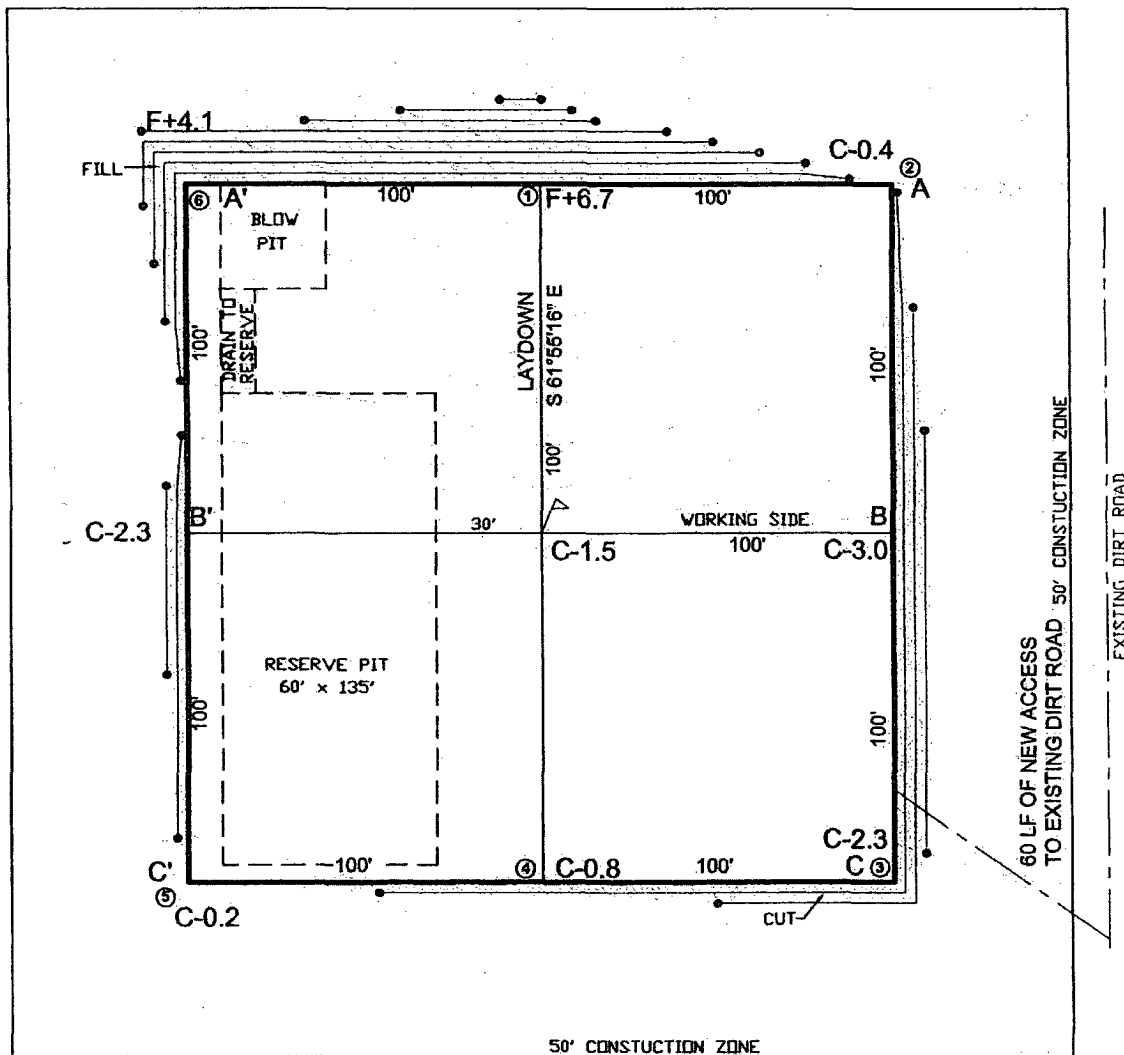 F+4.1
C-0.4
②
FILL
A
⑥
A'
100'
①
F+6.7
100'
BLOW
PIT
DRAIN TO
RESERVE
100'
LAYDOWN
S 61°55'16" E
100'
100'
C-2.3
B'
30'
WORKING SIDE
B
C-1.5
100'
C-3.0
RESERVE PIT
60' x 135'
100'
100'
60 LF OF NEW ACCESS
TO EXISTING DIRT ROAD
50' CONSTUCTION ZONE
EXISTING DIRT ROAD
C-2.3
C'
100'
④
C-0.8
100'
C
③
⑤
C-0.2
CUT
50' CONSTUCTION ZONE